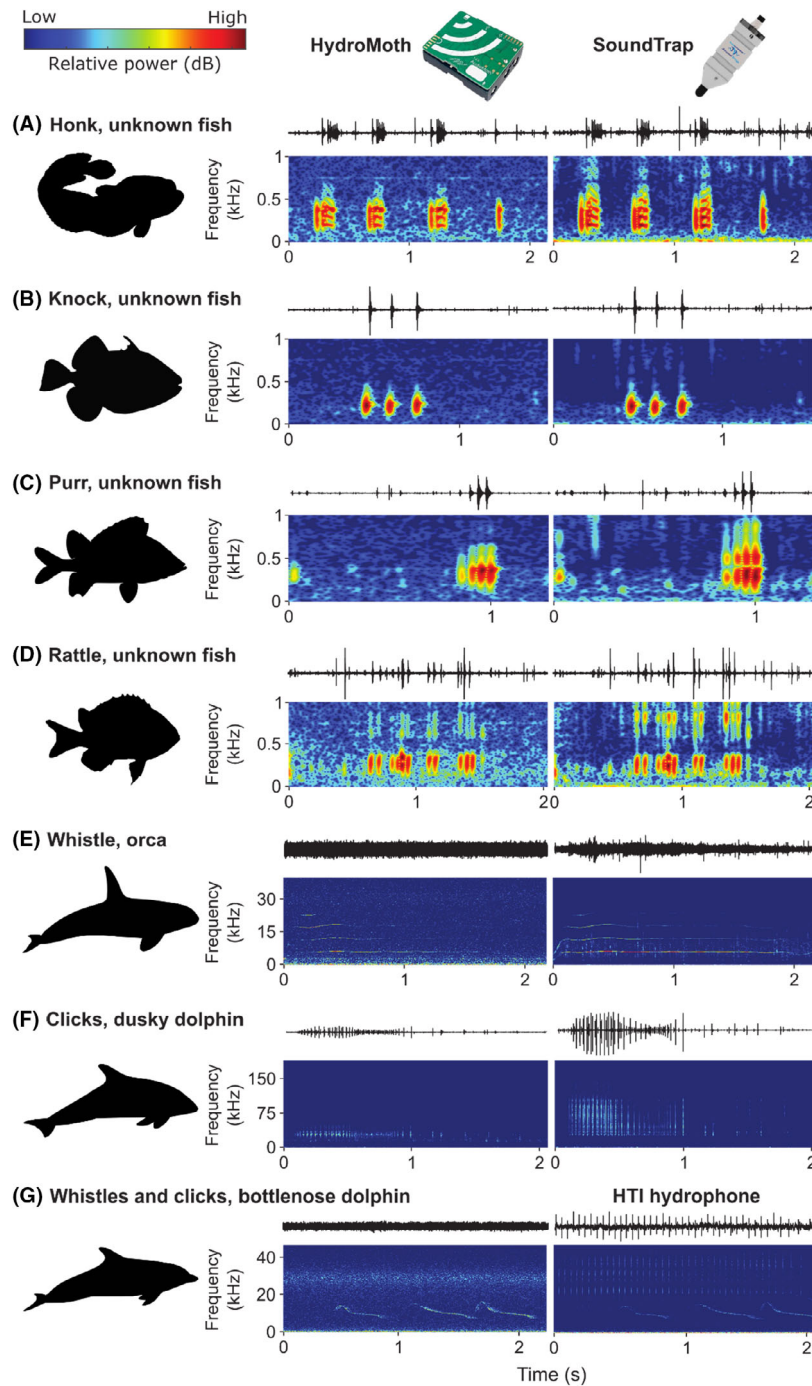 Low High
Relative power (dB)
HydroMoth SoundTrap
(A) Honk, unknown fish
Frequency
(kHz)
1
0.5
0
0 1 2 0 1 2
(B) Knock, unknown fish
Frequency
(kHz)
1
0.5
0
0 1 0 1
(C) Purr, unknown fish
Frequency
(kHz)
1
0.5
0
0 1 0 1
(D) Rattle, unknown fish
Frequency
(kHz)
1
0.5
0
0 1 20 1 2
(E) Whistle, orca
Frequency
(kHz)
30
15
0
0 1 2 0 1 2
(F) Clicks, dusky dolphin
Frequency
(kHz)
150
75
0
0 1 2 0 1 2
(G) Whistles and clicks, bottlenose dolphin HTI hydrophone
Frequency
(kHz)
40
20
0
0 1 2 0 1 2
Time (s)